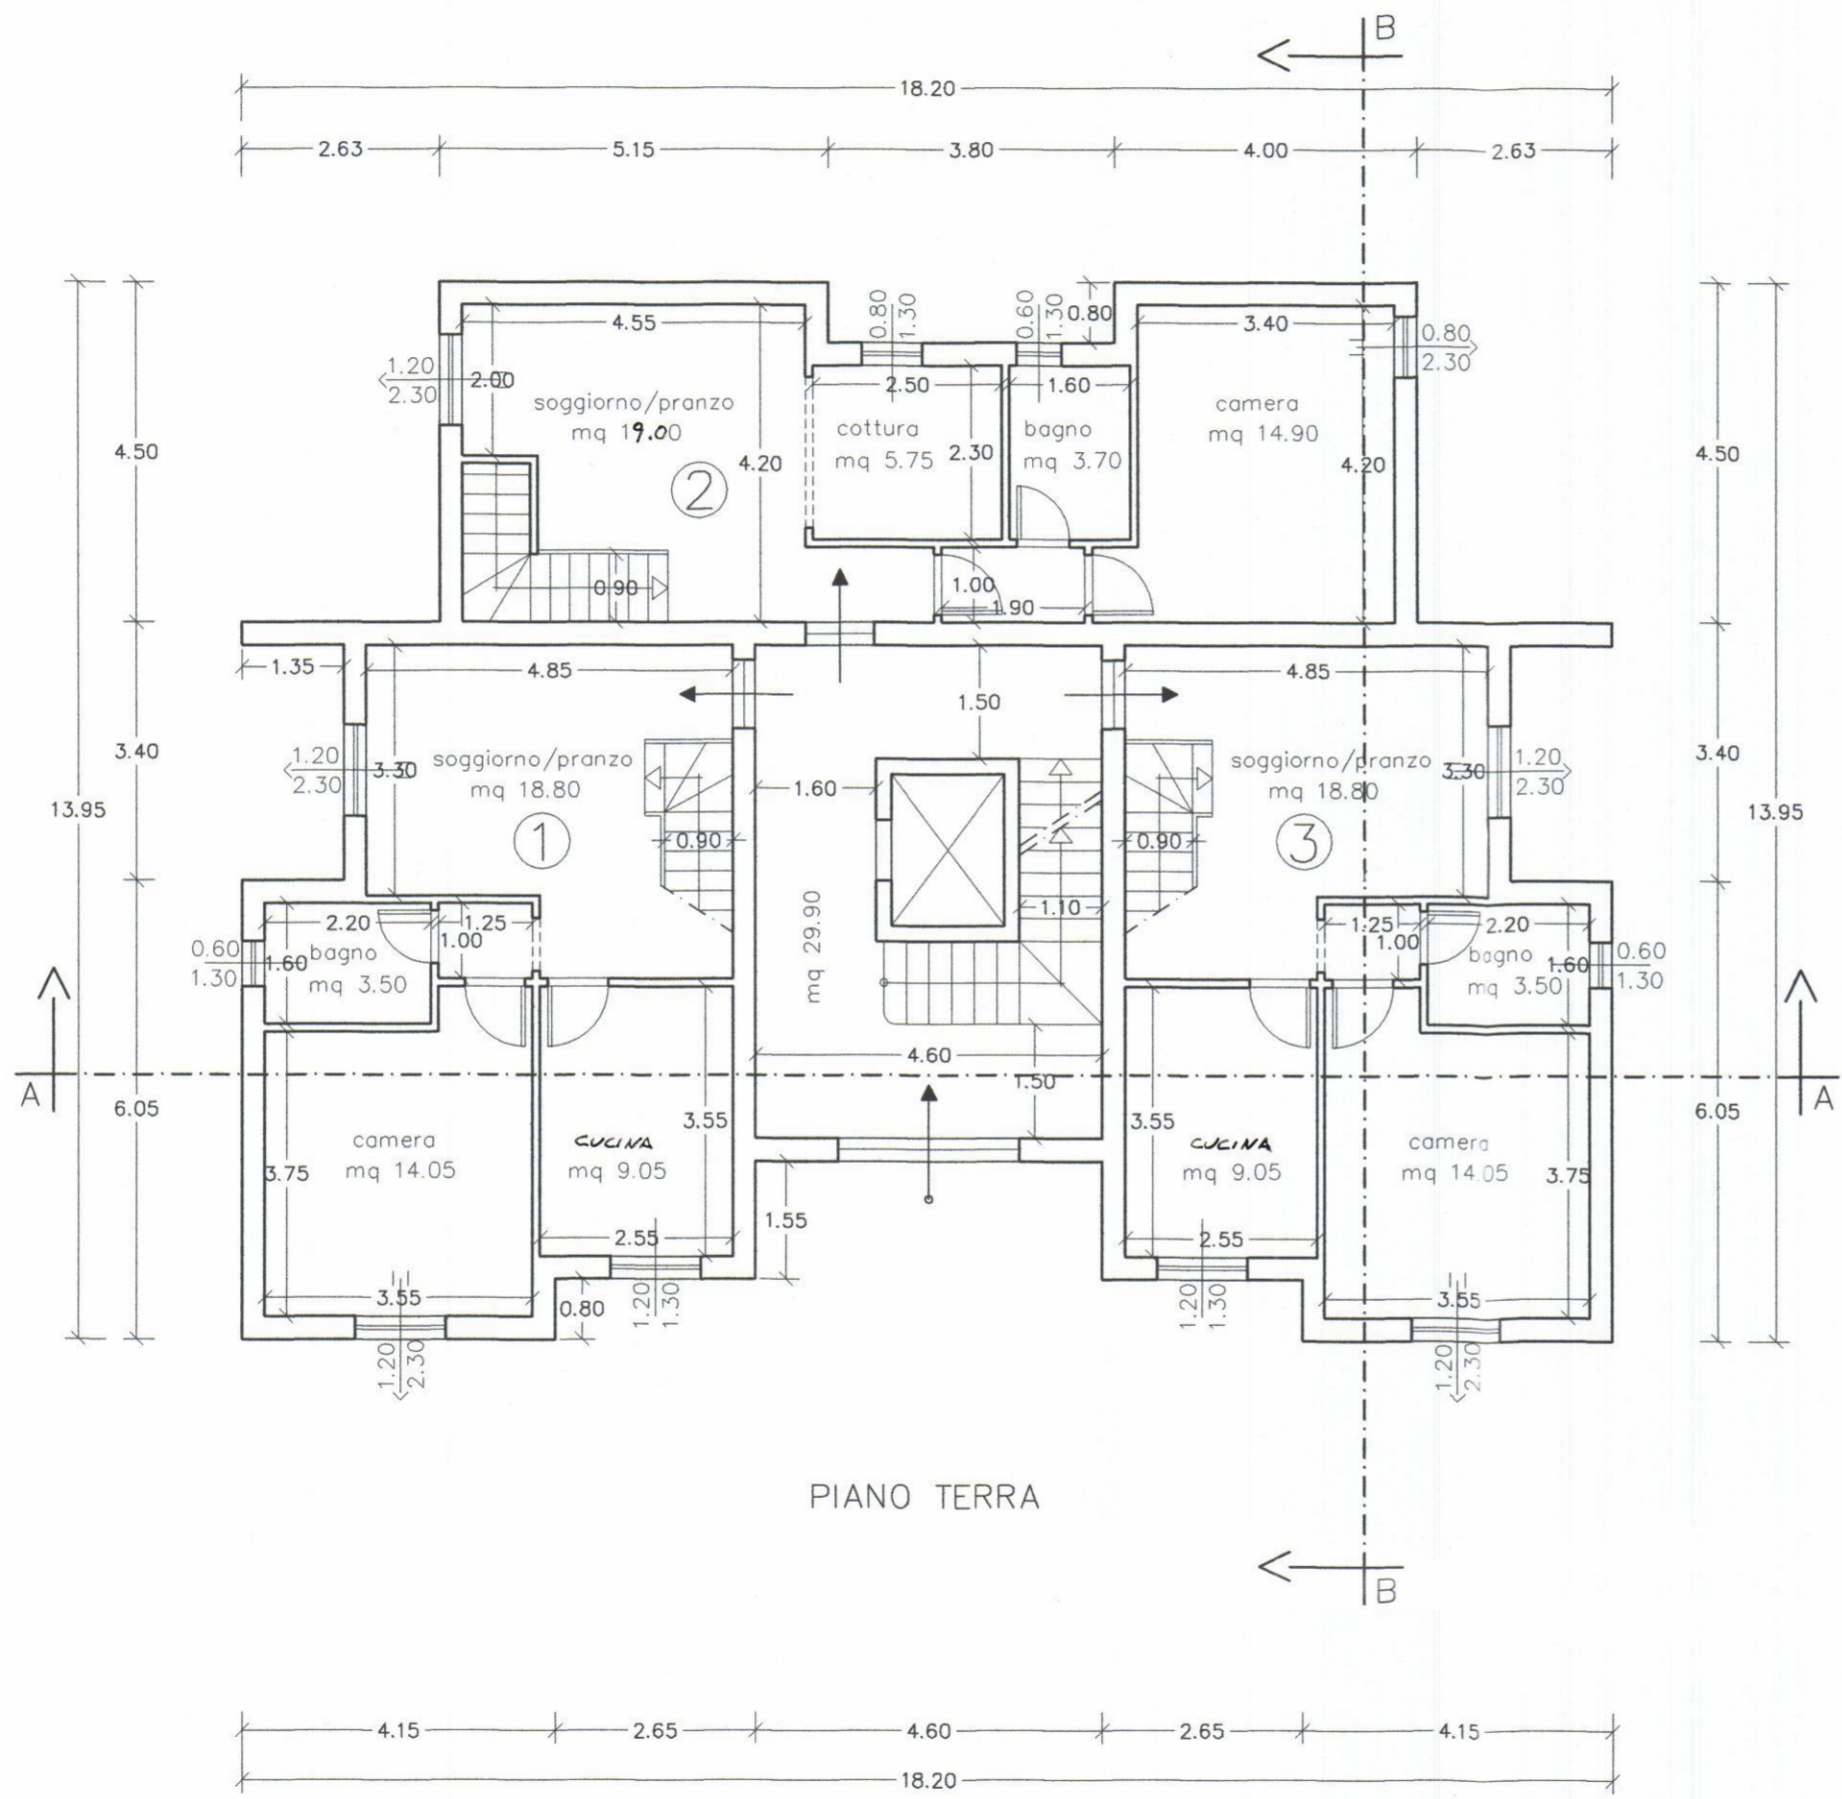 B
18.20
2.63 5.15 3.80 4.00 2.63
0.80 1.30 0.60 1.30 0.80
4.55 3.40 0.80 2.30
1.20 2.30 2.00 2.50 1.60
soggiorno/pranzo
mq 19.00
cottura
mq 5.75
bagno
mq 3.70
camera
mq 14.90
4.50 2 4.20 2.30 4.20 4.50
0.90 1.00 1.90
1.35 4.85 1.50 4.85
3.40 3.40
13.95 13.95
soggiorno/pranzo
mq 18.80
1
1.20 2.30 3.30 0.90
1.60
mq 29.90
1.10
soggiorno/pranzo
mq 18.80
3
0.90 3.30 1.20 2.30
2.20 1.25 1.00
0.60 1.30 1.60
bagno
mq 3.50
1.25 1.00 2.20
bagno
mq 3.50
1.60 0.60 1.30
4.60
1.50
A A
6.05 6.05
camera
mq 14.05
3.75
CUCINA
mq 9.05
3.55
3.55
CUCINA
mq 9.05
camera
mq 14.05
3.75
1.55
2.55 2.55
3.55 0.80 1.20 1.30 1.20 1.30 3.55
1.20 2.30 1.20 2.30
PIANO TERRA
B
4.15 2.65 4.60 2.65 4.15
18.20